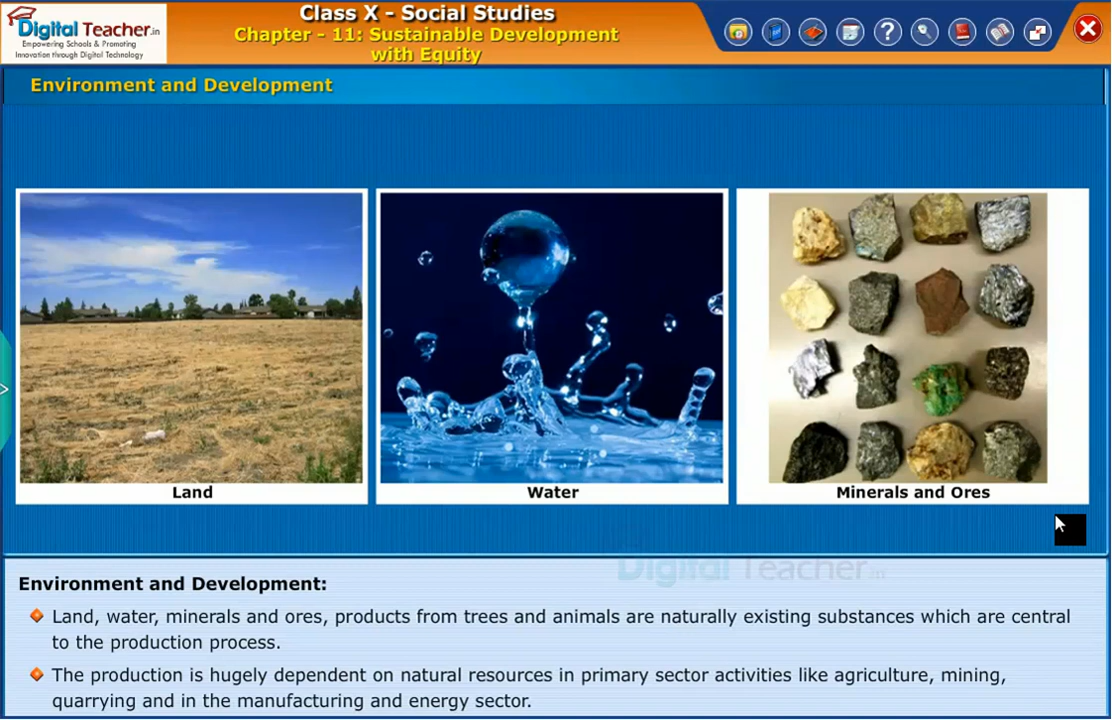 Digital Teacher.in
Empowering Schools & Promoting
Innovation through Digital Technology
Class X - Social Studies
Chapter - 11: Sustainable Development
with Equity
?
Environment and Development
Land
Water
Minerals and Ores
Digital Teacher.in
Environment and Development:
Land, water, minerals and ores, products from trees and animals are naturally existing substances which are central
to the production process.
The production is hugely dependent on natural resources in primary sector activities like agriculture, mining,
quarrying and in the manufacturing and energy sector.